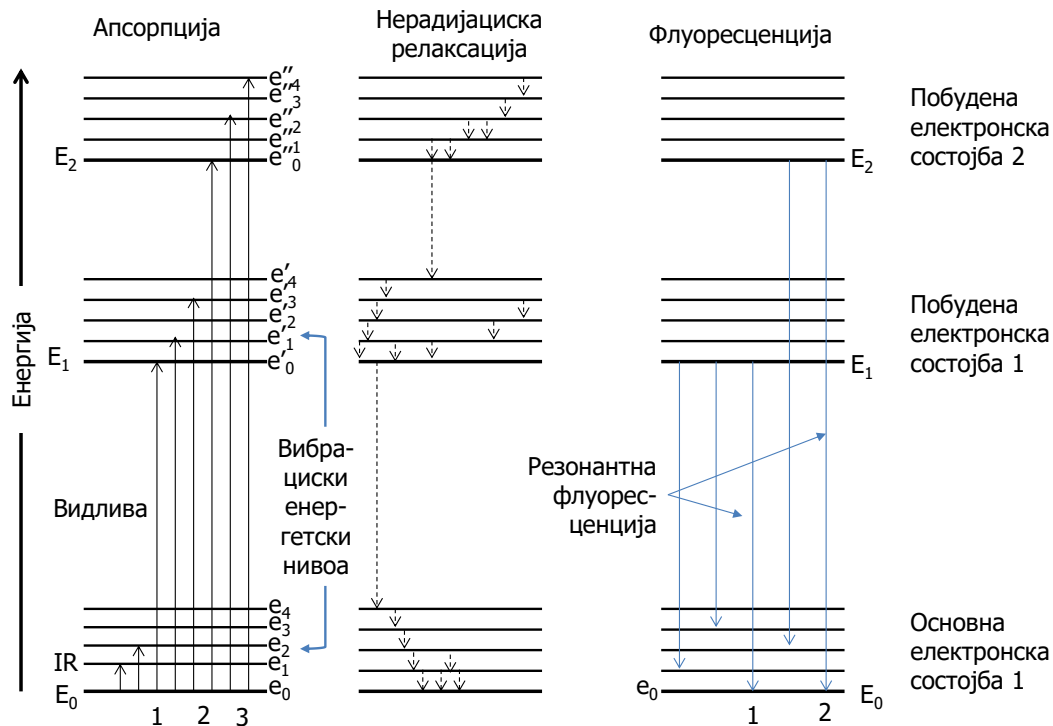 Апсорпција
Нерадијациска
релаксација
Флуоресценција
Енергија
e''4
e''3
e''2
e''1
e''0
E2
E2
Побудена
електронска
состојба 2
e'4
e'3
e'2
e'1
e'0
E1
E1
Побудена
електронска
состојба 1
Видлива
Вибра-
циски
енер-
гетски
нивоа
Резонантна
флуорес-
ценција
e4
e3
e2
e1
e0
IR
E0
e0
E0
Основна
електронска
состојба 1
1
2
3
1
2